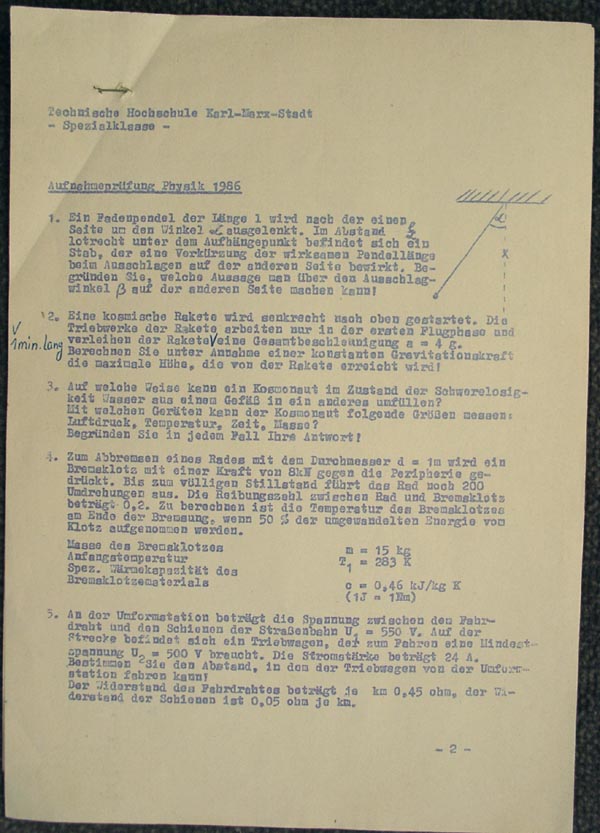 Technische Hochschule Karl-Marx-Stadt
- Spezialklasse -
Aufnahmeprüfung Physik 1986
1. Ein Fadenpendel der Länge l wird nach der einen
Seite um den Winkel α ausgelenkt. Im Abstand
lotrecht unter dem Aufhängepunkt befindet sich ein
Stab, der eine Verkürzung der wirksamen Pendellänge
beim Ausschlagen auf der anderen Seite bewirkt. Be-
gründen Sie, welche Aussage man über den Ausschlag-
winkel β auf der anderen Seite machen kann!
α
x
2. Eine kosmische Rakete wird senkrecht nach oben gestartet. Die
Triebwerke der Rakete arbeiten nur in der ersten Flugphase und
verleihen der Rakete V eine Gesamtbeschleunigung a = 4 g.
V
1 min. lang
Berechnen Sie unter Annahme einer konstanten Gravitationskraft
die maximale Höhe, die von der Rakete erreicht wird!
3. Auf welche Weise kann ein Kosmonaut im Zustand der Schwerelosig-
keit Wasser aus einem Gefäß in ein anderes umfüllen?
Mit welchen Geräten kann der Kosmonaut folgende Größen messen:
Luftdruck, Temperatur, Zeit, Masse?
Begründen Sie in jedem Fall Ihre Antwort!
4. Zum Abbremsen eines Rades mit dem Durchmesser d = 1m wird ein
Bremsklotz mit einer Kraft von 8kN gegen die Peripherie ge-
drückt. Bis zum völligen Stillstand führt das Rad noch 200
Umdrehungen aus. Die Reibungszahl zwischen Rad und Bremsklotz
beträgt 0,2. Zu berechnen ist die Temperatur des Bremsklotzes
am Ende der Bremsung, wenn 50 % der umgewandelten Energie vom
Klotz aufgenommen werden.
Masse des Bremsklotzes m = 15 kg
Anfangstemperatur T1 = 283 K
Spez. Wärmekapazität des
Bremsklotzmaterials c = 0,46 kJ/kg K
(1J = 1Nm)
5. An der Umformstation beträgt die Spannung zwischen dem Fahr-
draht und den Schienen der Straßenbahn U1 = 550 V. Auf der
Strecke befindet sich ein Triebwagen, der zum Fahren eine Mindest-
spannung U2 = 500 V braucht. Die Stromstärke beträgt 24 A.
Bestimmen Sie den Abstand, in dem der Triebwagen von der Umform-
station fahren kann!
Der Widerstand des Fahrdrahtes beträgt je km 0,45 ohm, der Wi-
derstand der Schienen ist 0,05 ohm je km.
- 2 -